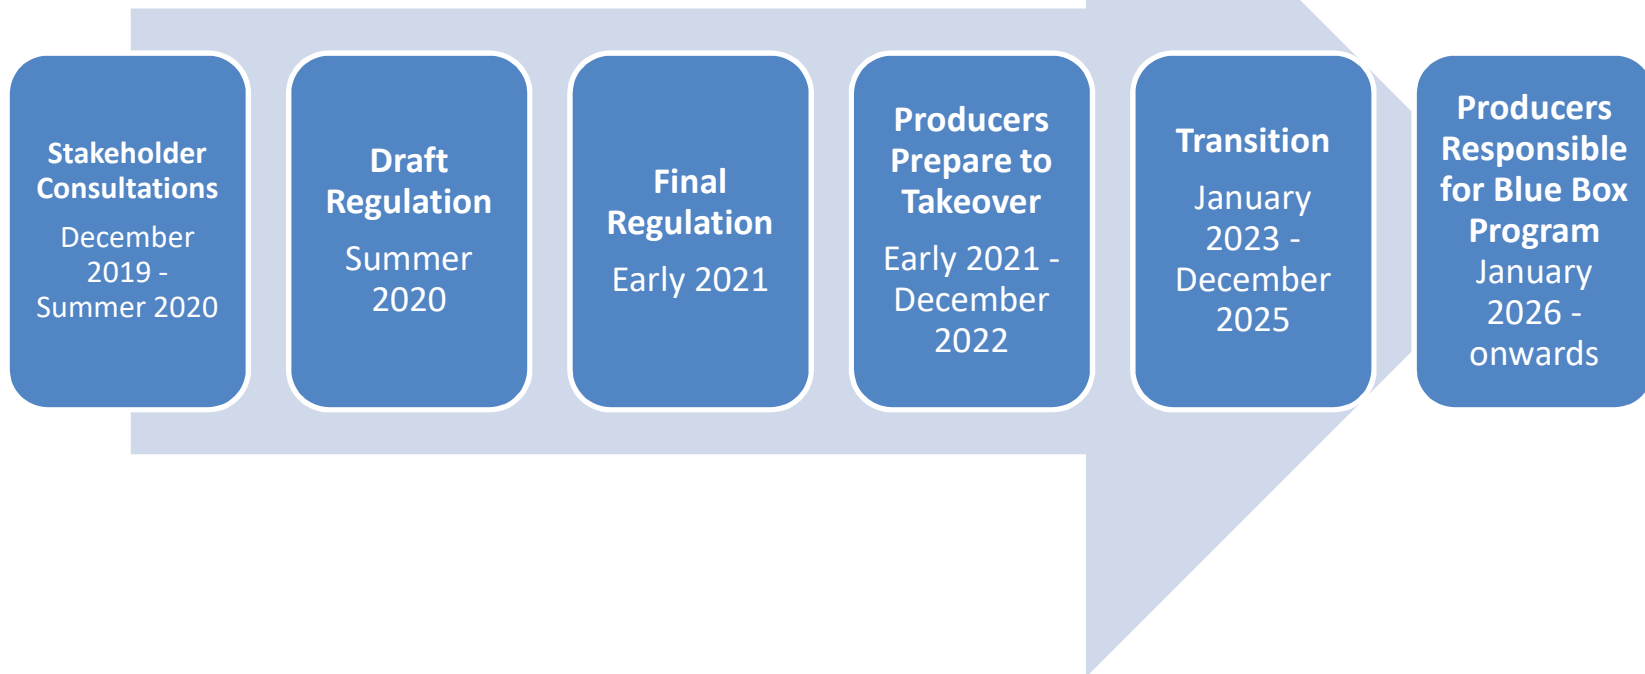 Stakeholder
Consultations
December
2019 -
Summer 2020
Draft
Regulation
Summer
2020
Final
Regulation
Early 2021
Producers
Prepare to
Takeover
Early 2021 -
December
2022
Transition
January
2023 -
December
2025
Producers
Responsible
for Blue Box
Program
January
2026 -
onwards